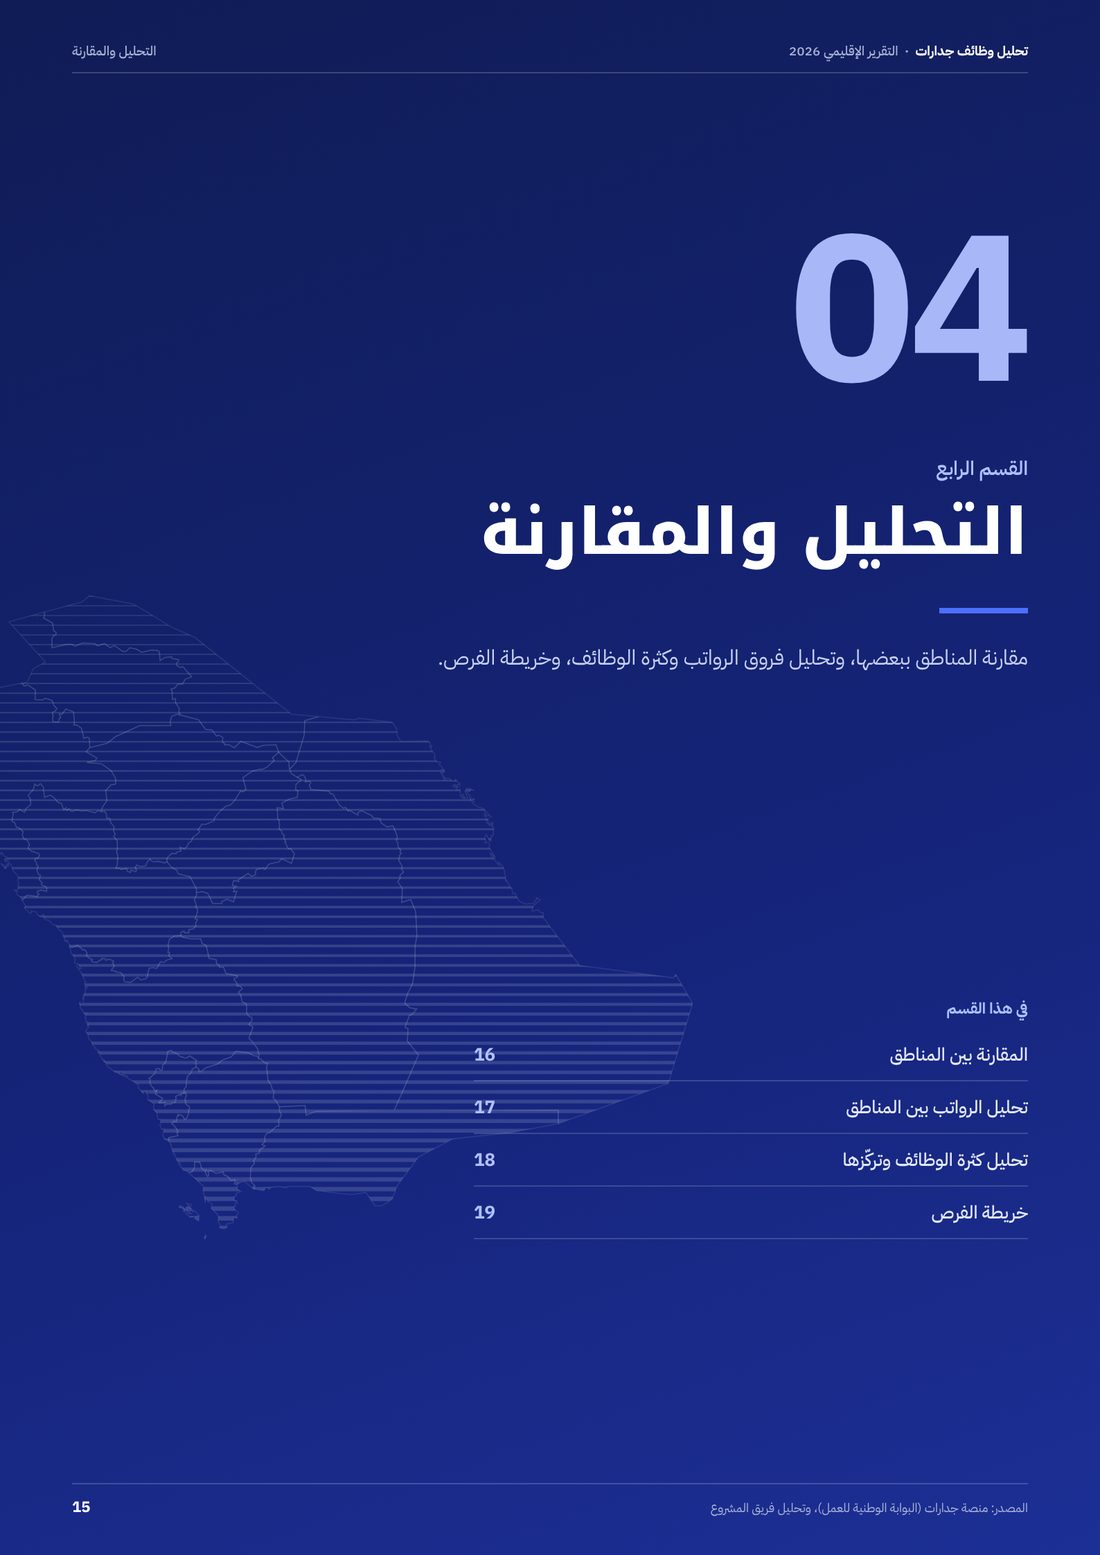 تحليل وظائف جدارات · التقرير الإقليمي 2026
التحليل والمقارنة
04
القسم الرابع
التحليل والمقارنة
مقارنة المناطق ببعضها، وتحليل فروق الرواتب وكثرة الوظائف، وخريطة الفرص.
في هذا القسم
المقارنة بين المناطق 16
تحليل الرواتب بين المناطق 17
تحليل كثرة الوظائف وتركّزها 18
خريطة الفرص 19
المصدر: منصة جدارات (البوابة الوطنية للعمل)، وتحليل فريق المشروع
15